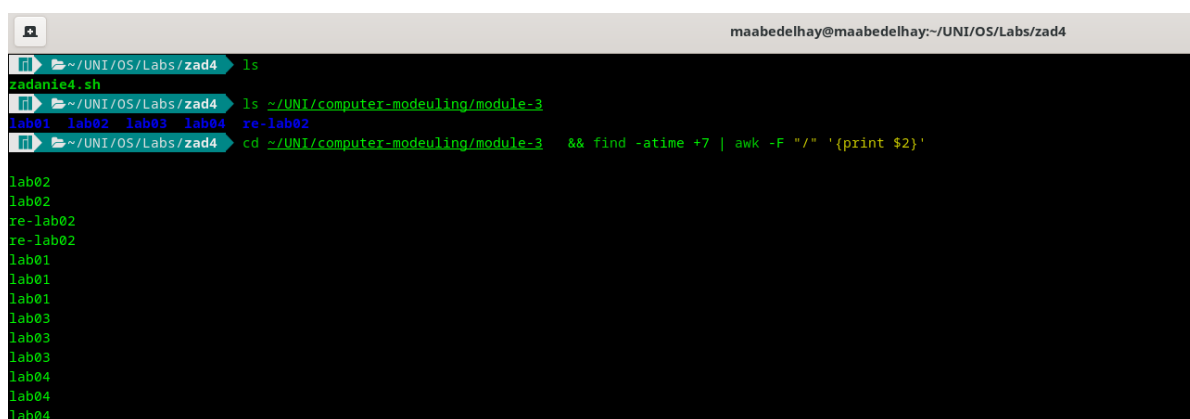 maabedelhay@maabedelhay:~/UNI/OS/Labs/zad4
~/UNI/OS/Labs/zad4 ls
zadanie4.sh
~/UNI/OS/Labs/zad4 ls ~/UNI/computer-modeuling/module-3
lab01 lab02 lab03 lab04 re-lab02
~/UNI/OS/Labs/zad4 cd ~/UNI/computer-modeuling/module-3 && find -atime +7 | awk -F "/" '{print $2}'
lab02
lab02
re-lab02
re-lab02
lab01
lab01
lab01
lab03
lab03
lab03
lab04
lab04
lab04